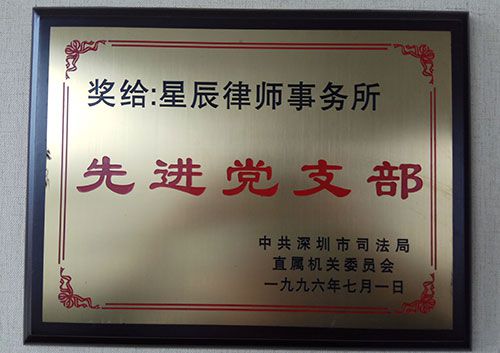 奖给:星辰律师事务所
先进党支部
中共深圳市司法局
直属机关委员会
一九九六年七月一日